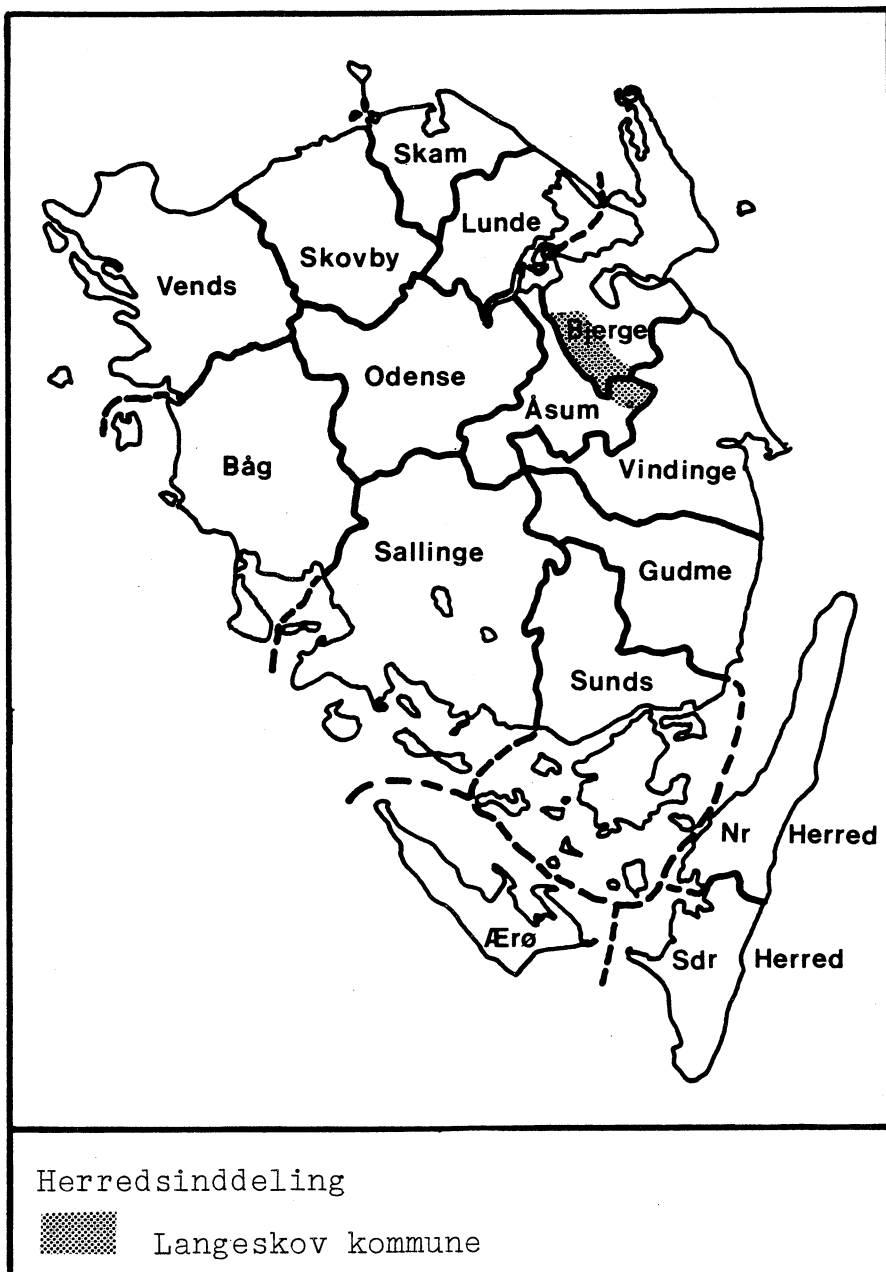 Skam
Lunde
Skovby
Vends
Bjerge
Odense
Åsum
Båg
Vindinge
Sallinge
Gudme
Sunds
Nr Herred
Ærø
Sdr Herred
Herredsinddeling
Langeskov kommune